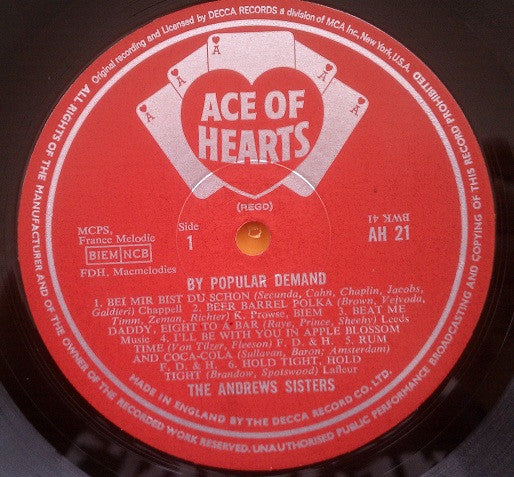 Original recording and Licensed by DECCA RECORDS a division of MCA Inc, New York, U.S.A.
ALL RIGHTS OF THE MANUFACTURER AND OF THE OWNER OF THE RECORDED WORK RESERVED. UNAUTHORISED PUBLIC PERFORMANCE BROADCASTING AND COPYING OF THIS RECORD PROHIBITED
A
A
A
A
ACE OF
HEARTS
(REGD)
MCPS,
France Melodie
BIEM NCB
FDH, Macmelodies
Side
1
BWK 41
AH 21
BY POPULAR DEMAND
1. BEI MIR BIST DU SCHON (Secunda, Cahn, Chaplin, Jacobs,
Galdieri) Chappell 2. BEER BARREL POLKA (Brown, Vejvoda,
Timm, Zeman, Richter) K. Prowse, BIEM 3. BEAT ME
DADDY, EIGHT TO A BAR (Raye, Prince, Sheehy) Leeds
Music 4. I'LL BE WITH YOU IN APPLE BLOSSOM
TIME (Von Tilzer, Fleeson) F. D. & H. 5. RUM
AND COCA-COLA (Sullavan, Baron, Amsterdam)
F. D. & H. 6. HOLD TIGHT, HOLD
TIGHT (Brandow, Spotswood) Lafleur
THE ANDREWS SISTERS
MADE IN ENGLAND BY THE DECCA RECORD CO. LTD.